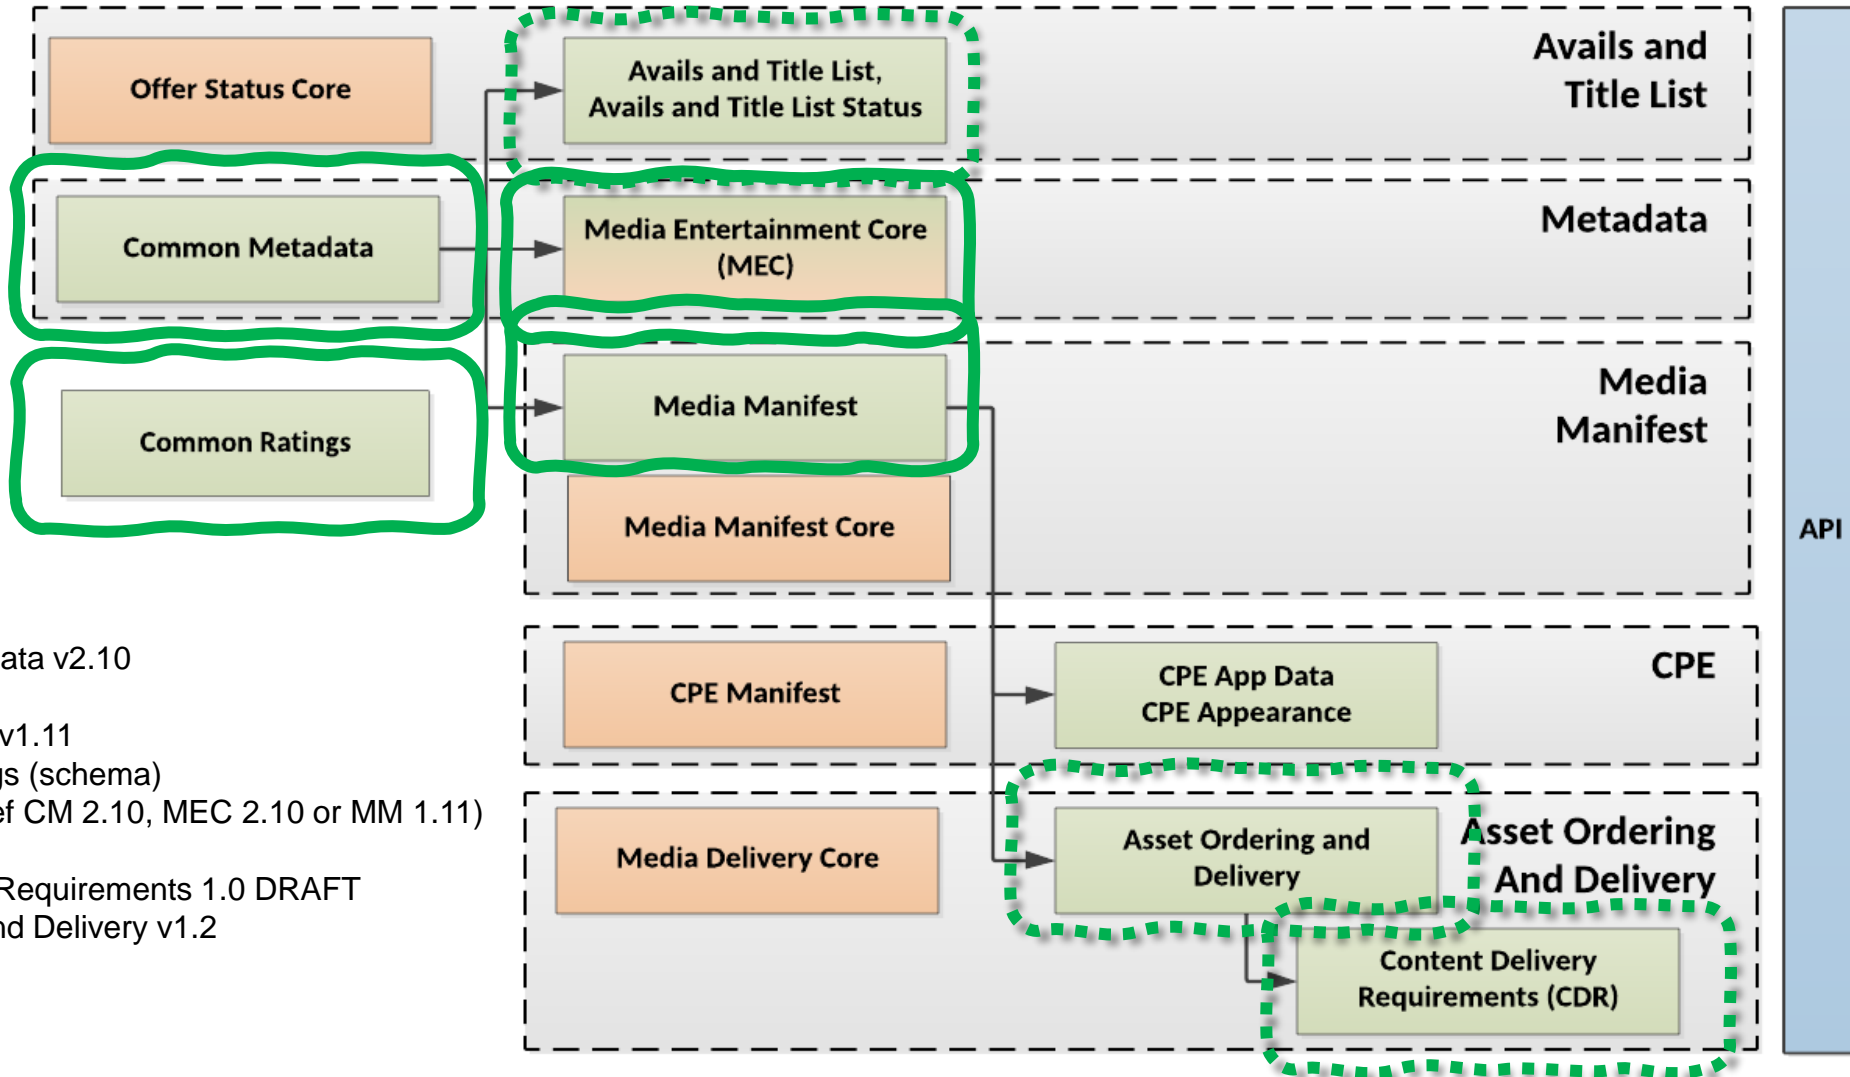 Avails and
Title List
Offer Status Core
Avails and Title List,
Avails and Title List Status
Metadata
Common Metadata
Media Entertainment Core
(MEC)
Media
Manifest
Common Ratings
Media Manifest
Media Manifest Core
API
CPE
CPE Manifest
CPE App Data
CPE Appearance
Asset Ordering
And Delivery
Media Delivery Core
Asset Ordering and
Delivery
Content Delivery
Requirements (CDR)
ata v2.10
v1.11
gs (schema)
ef CM 2.10, MEC 2.10 or MM 1.11)
Requirements 1.0 DRAFT
nd Delivery v1.2